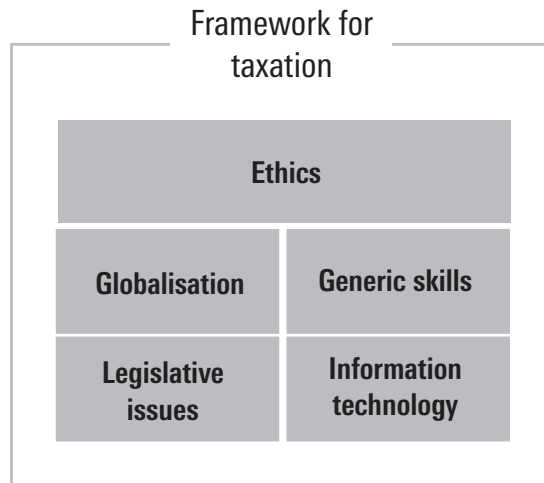 Framework for
taxation
Ethics
Globalisation
Generic skills
Legislative
issues
Information
technology